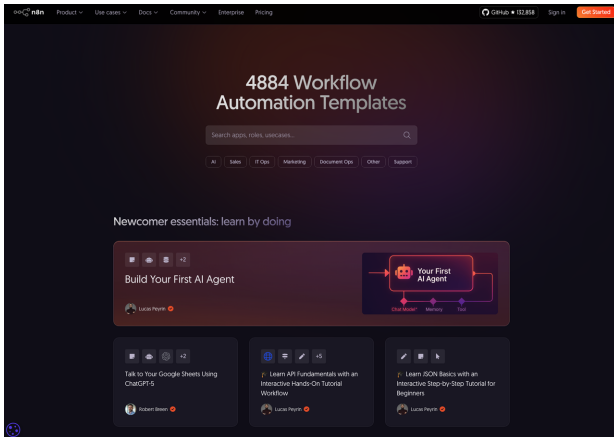 n8n
Product
Use cases
Docs
Community
Enterprise
Pricing
GitHub ★ 132,858
Sign in
Get Started
4884 Workflow
Automation Templates
Search apps, roles, usecases...
AI
Sales
IT Ops
Marketing
Document Ops
Other
Support
Newcomer essentials: learn by doing
+2
Build Your First AI Agent
Lucas Peyrin
Your First
AI Agent
Chat Model*
Memory
Tool
+2
Talk to Your Google Sheets Using
ChatGPT-5
Robert Breen
+5
Learn API Fundamentals with an
Interactive Hands-On Tutorial
Workflow
Lucas Peyrin
Learn JSON Basics with an
Interactive Step-by-Step Tutorial for
Beginners
Lucas Peyrin